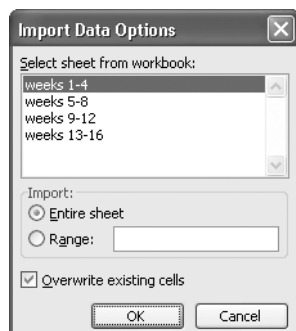 Import Data Options
Select sheet from workbook:
weeks 1-4
weeks 5-8
weeks 9-12
weeks 13-16
Import:
Entire sheet
Range:
Overwrite existing cells
OK Cancel